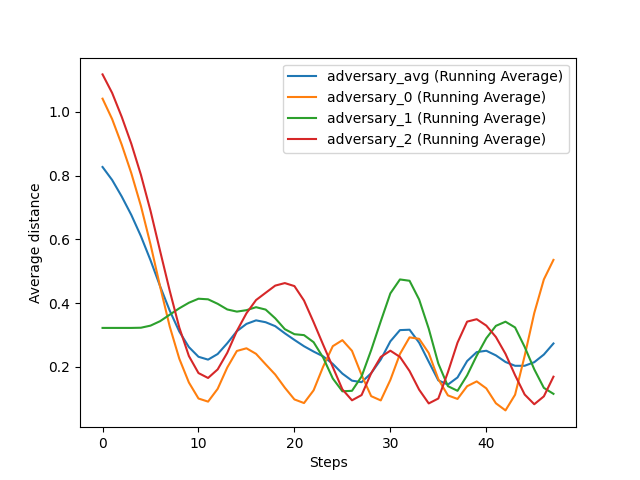 adversary_avg (Running Average)
adversary_0 (Running Average)
adversary_1 (Running Average)
adversary_2 (Running Average)
Average distance
1.0
0.8
0.6
0.4
0.2
0 10 20 30 40
Steps